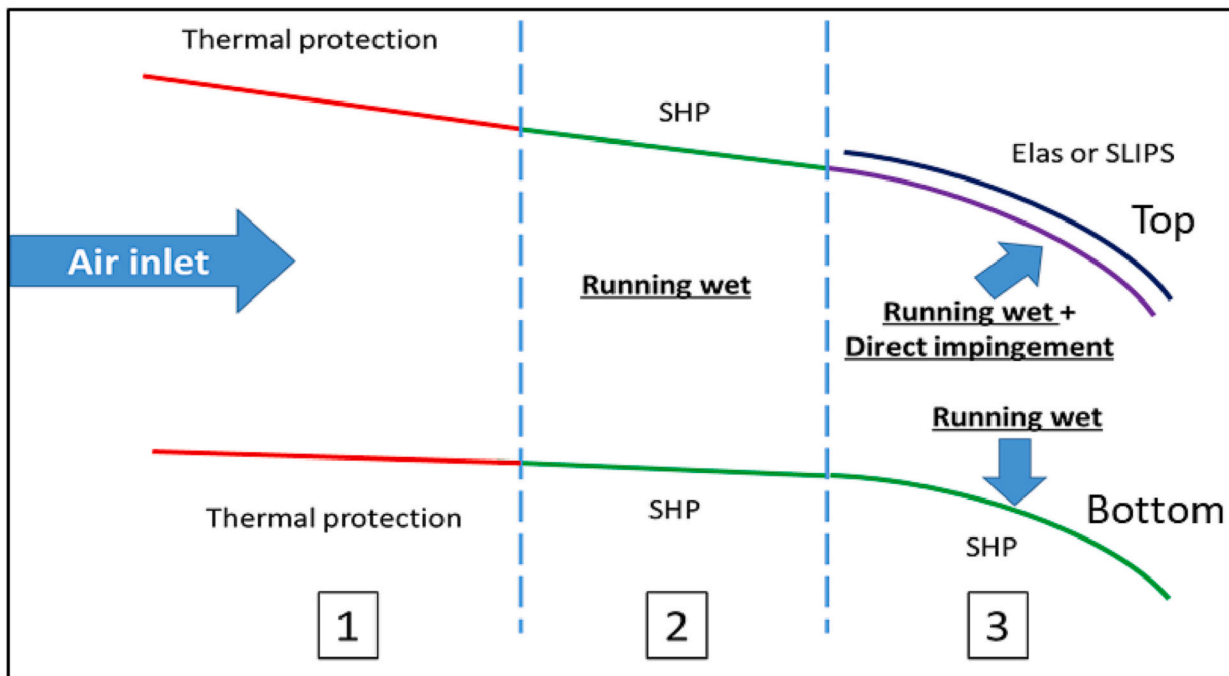 Thermal protection
SHP
Elas or SLIPS
Top
Air inlet
Running wet
Running wet +
Direct impingement
Running wet
Thermal protection
SHP
SHP
Bottom
1
2
3